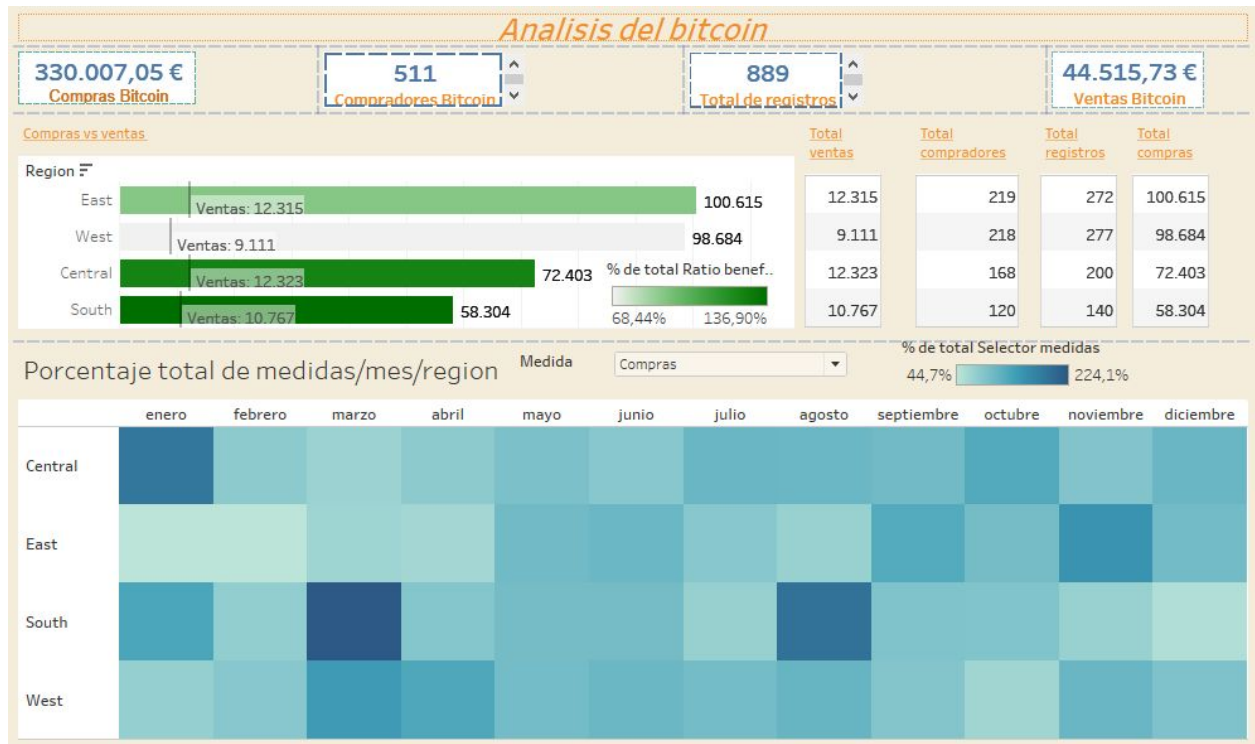 Analisis del bitcoin
330.007,05 €
Compras Bitcoin
511
Compradores Bitcoin
889
Total de registros
44.515,73 €
Ventas Bitcoin
Compras vs ventas
Total ventas
Total compradores
Total registros
Total compras
Region
East
Ventas: 12.315
100.615
12.315
219
272
100.615
West
Ventas: 9.111
98.684
9.111
218
277
98.684
Central
Ventas: 12.323
72.403
12.323
168
200
72.403
South
Ventas: 10.767
58.304
10.767
120
140
58.304
% de total Ratio benef..
68,44% 136,90%
Porcentaje total de medidas/mes/region
Medida
Compras
% de total Selector medidas
44,7% 224,1%
enero febrero marzo abril mayo junio julio agosto septiembre octubre noviembre diciembre
Central
East
South
West